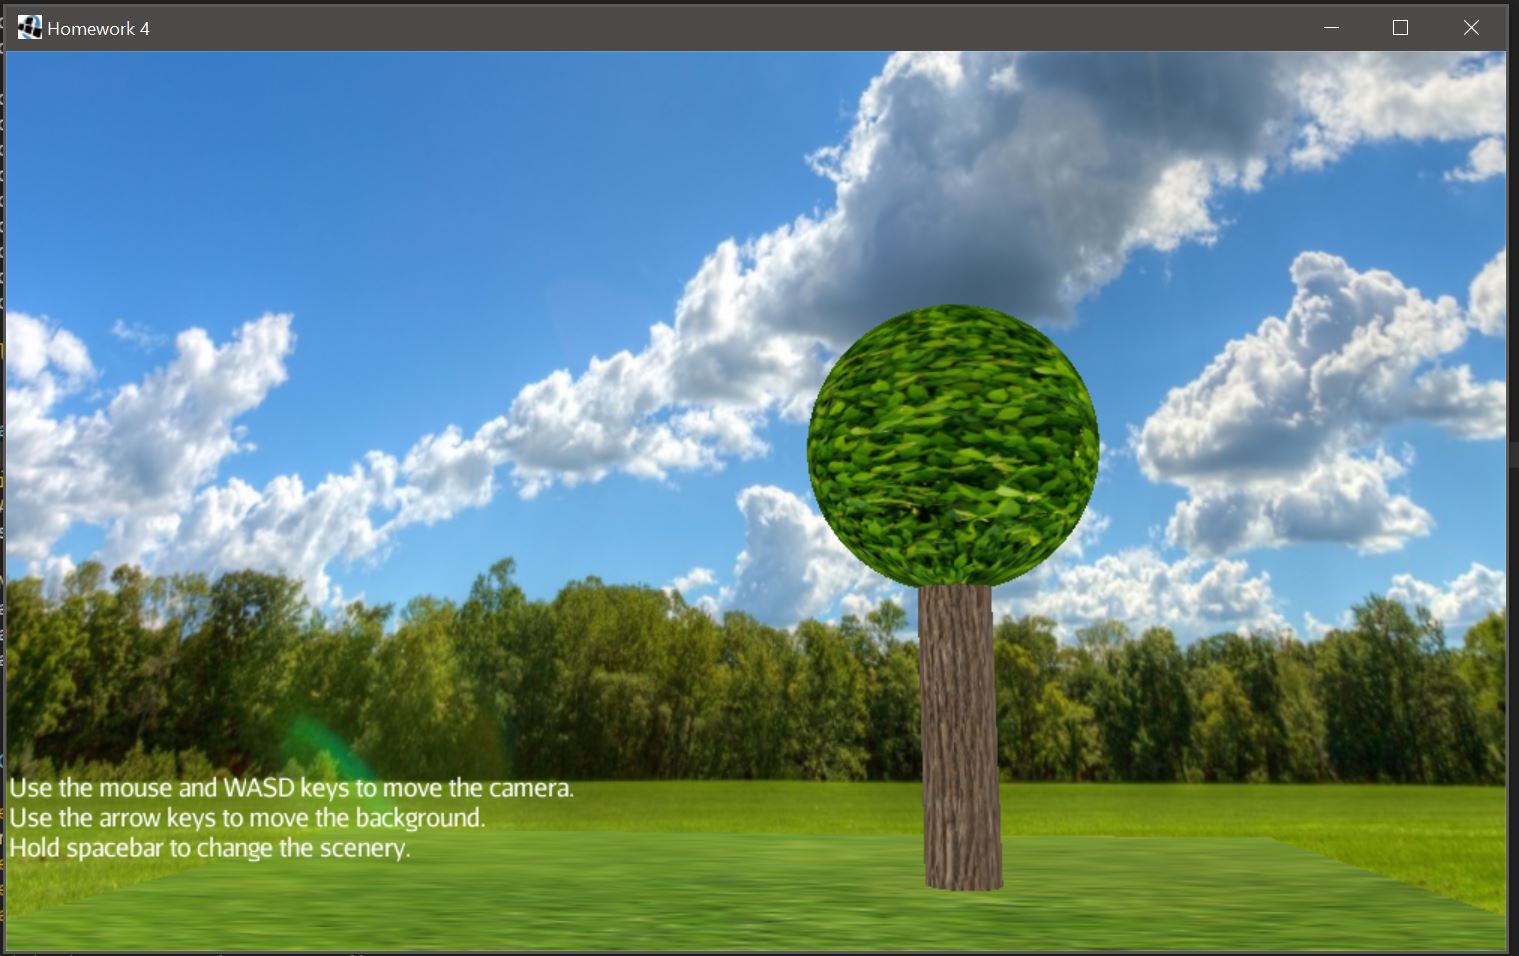 Homework 4
Use the mouse and WASD keys to move the camera.
Use the arrow keys to move the background.
Hold spacebar to change the scenery.